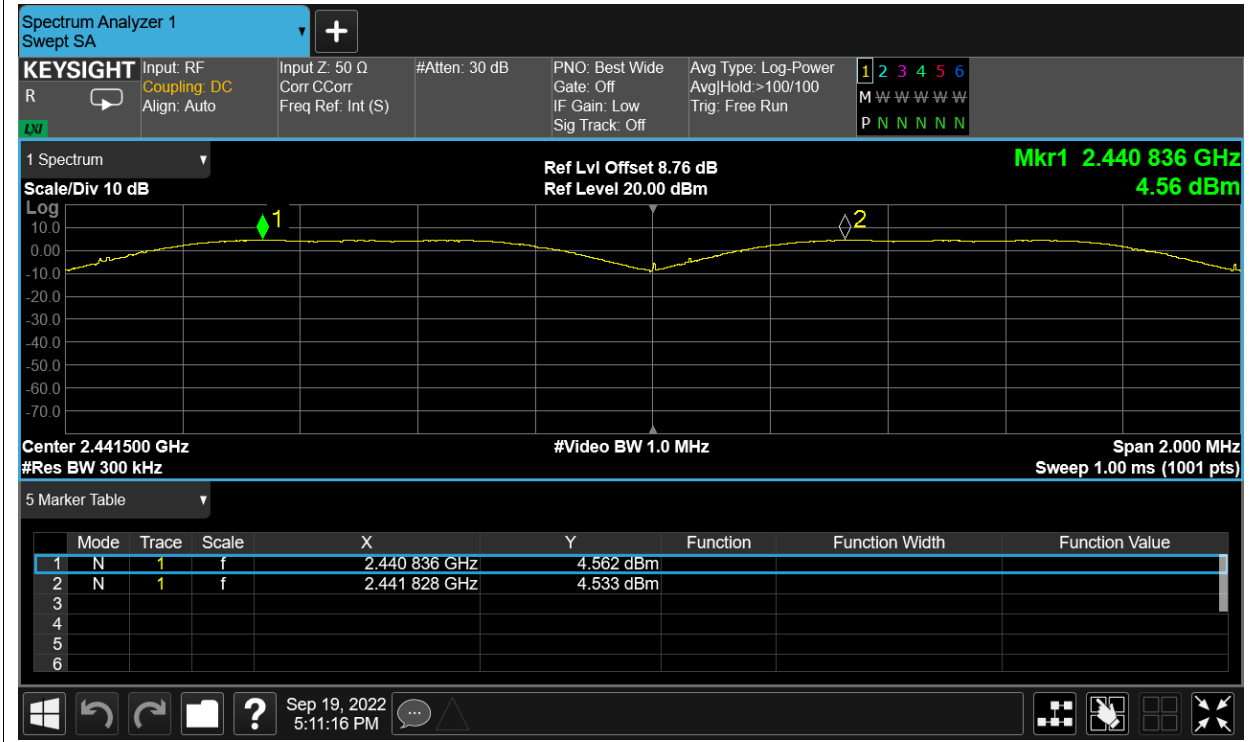 Spectrum Analyzer 1
Swept SA
+
KEYSIGHT Input: RF Input Z: 50 Ω #Atten: 30 dB PNO: Best Wide Avg Type: Log-Power 1 2 3 4 5 6
R Coupling: DC Corr CCorr Gate: Off Avg|Hold:>100/100 M W W W W W
Align: Auto Freq Ref: Int (S) IF Gain: Low Trig: Free Run
LXI Sig Track: Off P N N N N N
1 Spectrum Ref Lvl Offset 8.76 dB Mkr1 2.440 836 GHz
Scale/Div 10 dB Ref Level 20.00 dBm 4.56 dBm
Log
1 2
10.0
0.00
-10.0
-20.0
-30.0
-40.0
-50.0
-60.0
-70.0
Center 2.441500 GHz #Video BW 1.0 MHz Span 2.000 MHz
#Res BW 300 kHz Sweep 1.00 ms (1001 pts)
5 Marker Table
Mode Trace Scale X Y Function Function Width Function Value
1 N 1 f 2.440 836 GHz 4.562 dBm
2 N 1 f 2.441 828 GHz 4.533 dBm
3
4
5
6
? Sep 19, 2022
5:11:16 PM